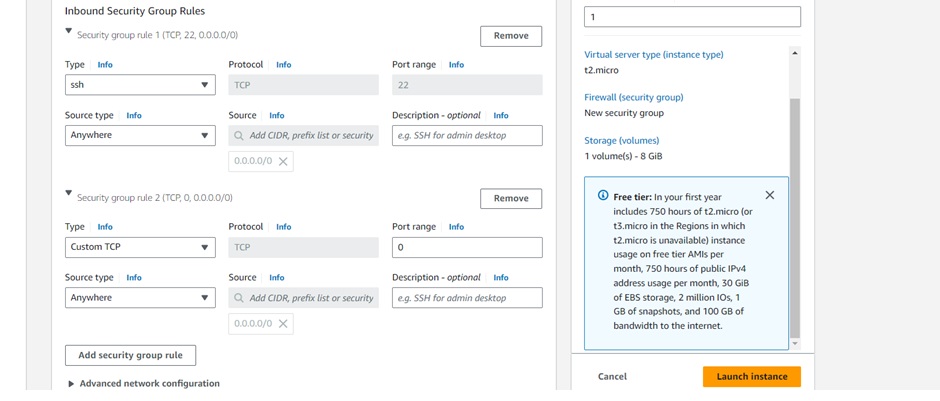 Inbound Security Group Rules
Security group rule 1 (TCP, 22, 0.0.0.0/0)
Remove
Type Info
Protocol Info
Port range Info
ssh
TCP
22
Source type Info
Source Info
Description - optional Info
Anywhere
Add CIDR, prefix list or security
e.g. SSH for admin desktop
0.0.0.0/0
Security group rule 2 (TCP, 0, 0.0.0.0/0)
Remove
Type Info
Protocol Info
Port range Info
Custom TCP
TCP
0
Source type Info
Source Info
Description - optional Info
Anywhere
Add CIDR, prefix list or security
e.g. SSH for admin desktop
0.0.0.0/0
Add security group rule
Advanced network configuration
1
Virtual server type (instance type)
t2.micro
Firewall (security group)
New security group
Storage (volumes)
1 volume(s) - 8 GiB
Free tier: In your first year
includes 750 hours of t2.micro (or
t3.micro in the Regions in which
t2.micro is unavailable) instance
usage on free tier AMIs per
month, 750 hours of public IPv4
address usage per month, 30 GiB
of EBS storage, 2 million IOs, 1
GB of snapshots, and 100 GB of
bandwidth to the internet.
Cancel
Launch instance